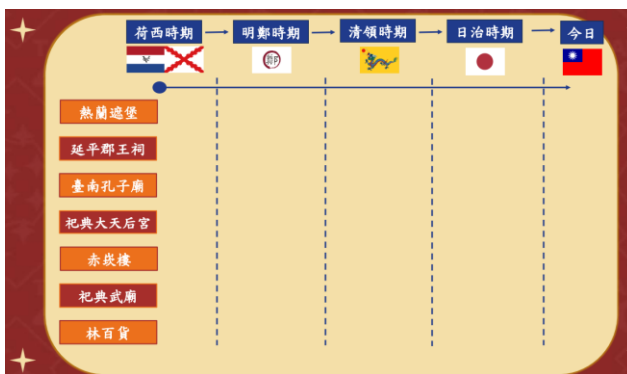 荷西時期
明鄭時期
清領時期
日治時期
今日
熱蘭遮堡
延平郡王祠
臺南孔子廟
祀典大天后宮
赤崁樓
祀典武廟
林百貨